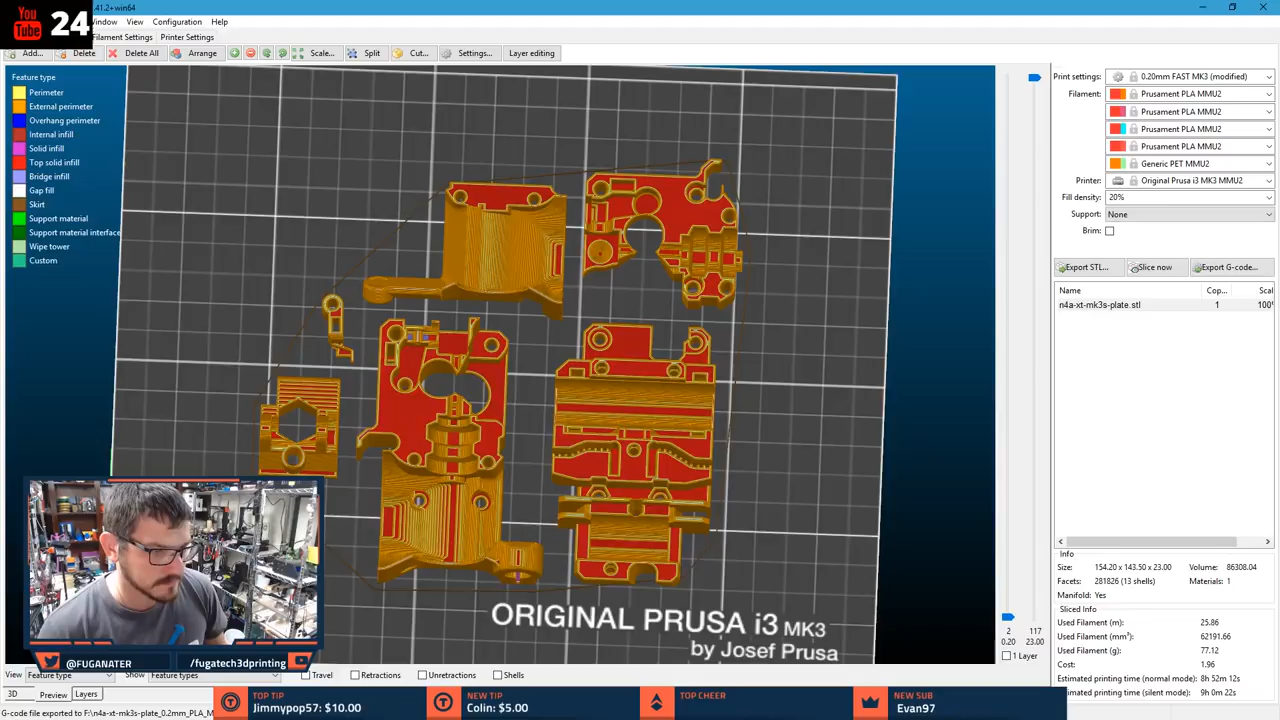 You Tube 24
.41.2+win64
Window View Configuration Help
Filament Settings Printer Settings
Add... Delete Delete All Arrange Scale... Split Cut... Settings... Layer editing
Feature type
Perimeter
External perimeter
Overhang perimeter
Internal infill
Solid infill
Top solid infill
Bridge infill
Gap fill
Skirt
Support material
Support material interface
Wipe tower
Custom
ORIGINAL PRUSA i3 MK3
by Josef Prusa
Print settings: 0.20mm FAST MK3 (modified)
Filament: Prusament PLA MMU2
Prusament PLA MMU2
Prusament PLA MMU2
Prusament PLA MMU2
Generic PET MMU2
Printer: Original Prusa i3 MK3 MMU2
Fill density: 20%
Support: None
Brim:
Export STL... Slice now Export G-code...
Name Cop... Scal
n4a-xt-mk3s-plate.stl 1 100%
Info
Size: 154.20 x 143.50 x 23.00 Volume: 86308.04
Facets: 281826 (13 shells) Materials: 1
Manifold: Yes
Sliced Info
Used Filament (m): 25.86
Used Filament (mm³): 62191.66
Used Filament (g): 77.12
Cost: 1.96
Estimated printing time (normal mode): 8h 52m 12s
Estimated printing time (silent mode): 9h 0m 22s
2 117
0.20 23.00
1 Layer
@FUGANATER /fugatech3dprinting
View Feature type Show Feature types Travel Retractions Unretractions Shells
3D Preview Layers
G-code file exported to F:\n4a-xt-mk3s-plate_0.2mm_PLA_M
TOP TIP
Jimmypop57: $10.00
NEW TIP
Colin: $5.00
TOP CHEER
NEW SUB
Evan97